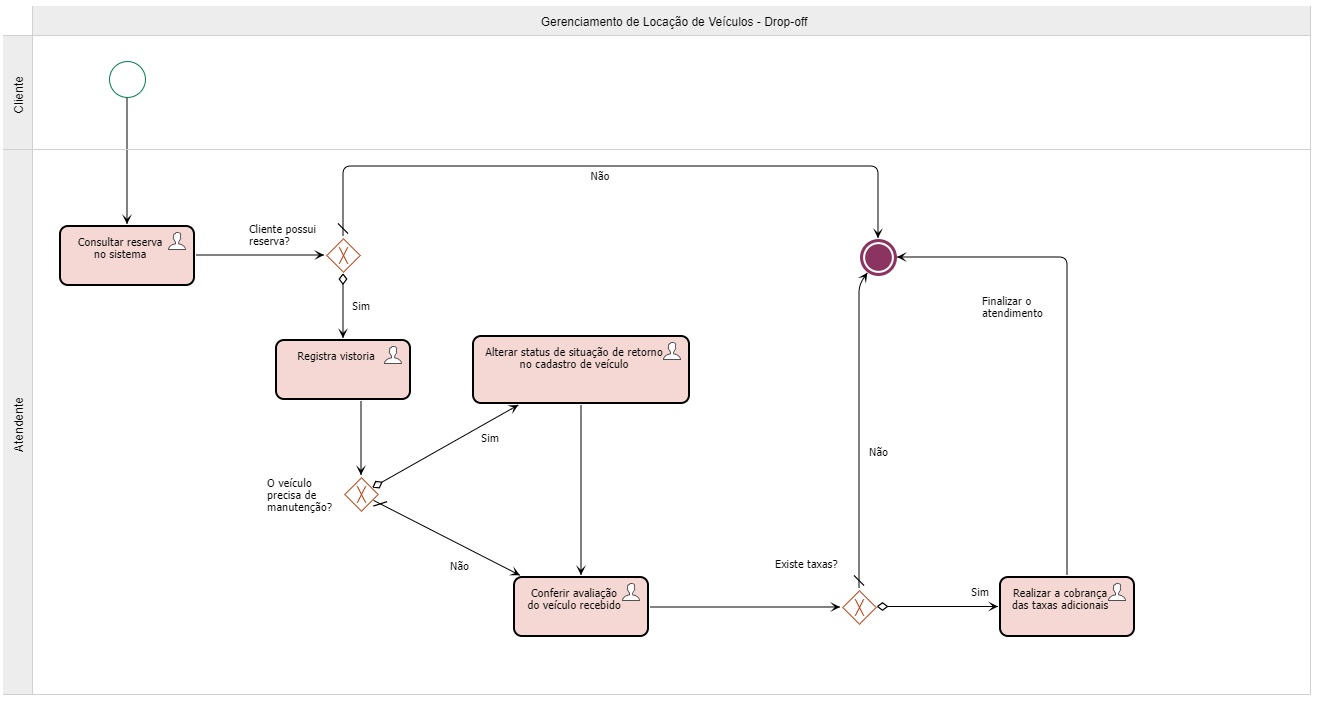 Gerenciamento de Locação de Veículos - Drop-off
Cliente
Atendente
Não
Consultar reserva
no sistema
Cliente possui
reserva?
X
Sim
Finalizar o
atendimento
Registra vistoria
Alterar status de situação de retorno
no cadastro de veículo
Sim
Não
O veículo
precisa de
manutenção?
X
Não
Existe taxas?
Conferir avaliação
do veículo recebido
X
Sim
Realizar a cobrança
das taxas adicionais